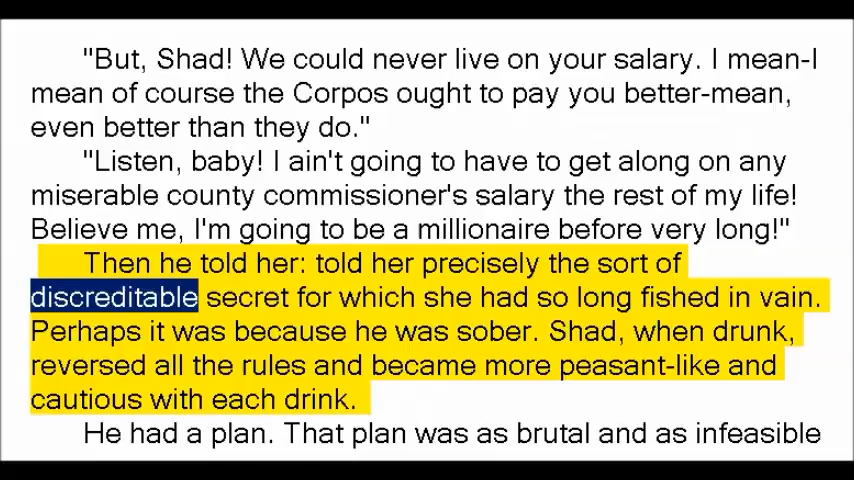 "But, Shad! We could never live on your salary. I mean-I
mean of course the Corpos ought to pay you better-mean,
even better than they do."
"Listen, baby! I ain't going to have to get along on any
miserable county commissioner's salary the rest of my life!
Believe me, I'm going to be a millionaire before very long!"
Then he told her: told her precisely the sort of
discreditable secret for which she had so long fished in vain.
Perhaps it was because he was sober. Shad, when drunk,
reversed all the rules and became more peasant-like and
cautious with each drink.
He had a plan. That plan was as brutal and as infeasible